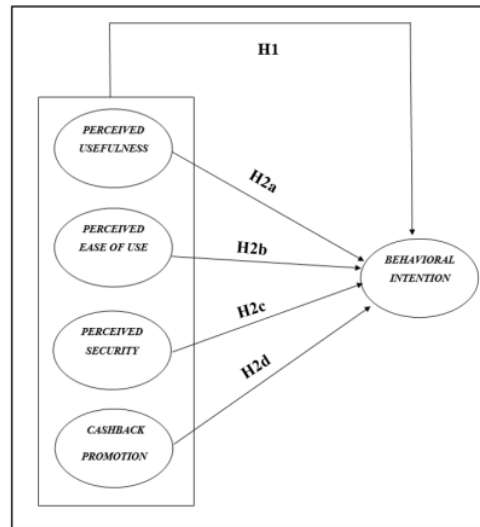 H1
PERCEIVED
USEFULNESS
H2a
PERCEIVED
EASE OF USE
H2b
BEHAVIORAL
INTENTION
PERCEIVED
SECURITY
H2c
H2d
CASHBACK
PROMOTION